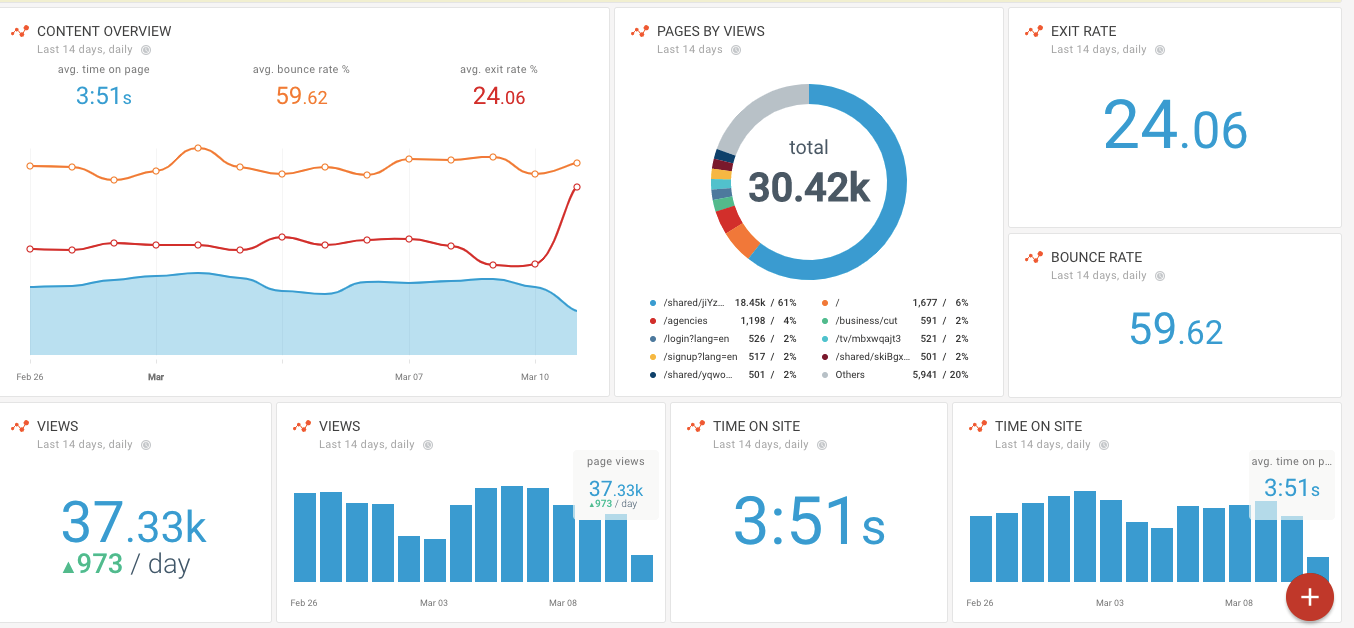 CONTENT OVERVIEW
Last 14 days, daily
avg. time on page
3:51s
avg. bounce rate %
59.62
avg. exit rate %
24.06
Feb 26
Mar
Mar 07
Mar 10
PAGES BY VIEWS
Last 14 days
total
30.42k
/shared/jiYz... 18.45k / 61%
/ 1,677 / 6%
/agencies 1,198 / 4%
/business/cut 591 / 2%
/login?lang=en 526 / 2%
/tv/mbxwqajt3 521 / 2%
/signup?lang=en 517 / 2%
/shared/skiBgx... 501 / 2%
/shared/yqwo... 501 / 2%
Others 5,941 / 20%
EXIT RATE
Last 14 days, daily
24.06
BOUNCE RATE
Last 14 days, daily
59.62
VIEWS
Last 14 days, daily
37.33k
▲973 / day
VIEWS
Last 14 days, daily
page views
37.33k
▲973 / day
Feb 26
Mar 03
Mar 08
TIME ON SITE
Last 14 days, daily
3:51s
TIME ON SITE
Last 14 days, daily
avg. time on p...
3:51s
Feb 26
Mar 03
Mar 08
+